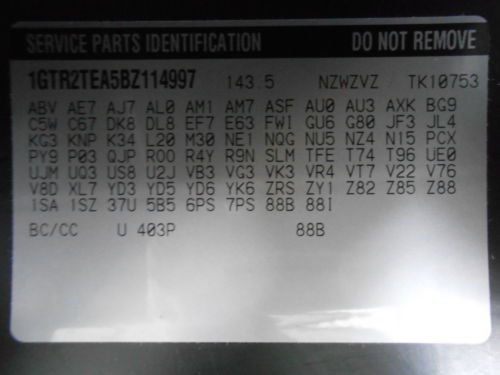 SERVICE PARTS IDENTIFICATION DO NOT REMOVE
1GTR2TEA5BZ114997 143.5 NZWZVZ TK10753
ABV AE7 AJ7 AL0 AM1 AM7 ASF AU0 AU3 AXK BG9
C5W C67 DK8 DL8 EF7 E63 FWI GU6 G80 JF3 JL4
KG3 KNP K34 L20 M30 NE1 NQG NU5 NZ4 N15 PCX
PY9 P03 QJP R00 R4Y R9N SLM TFE T74 T96 UE0
UJM UQ3 US8 U2J VB3 VG3 VK3 VR4 VT7 V22 V76
V8D XL7 YD3 YD5 YD6 YK6 ZRS ZY1 Z82 Z85 Z88
1SA 1SZ 37U 5B5 6PS 7PS 88B 88I
BC/CC U 403P 88B